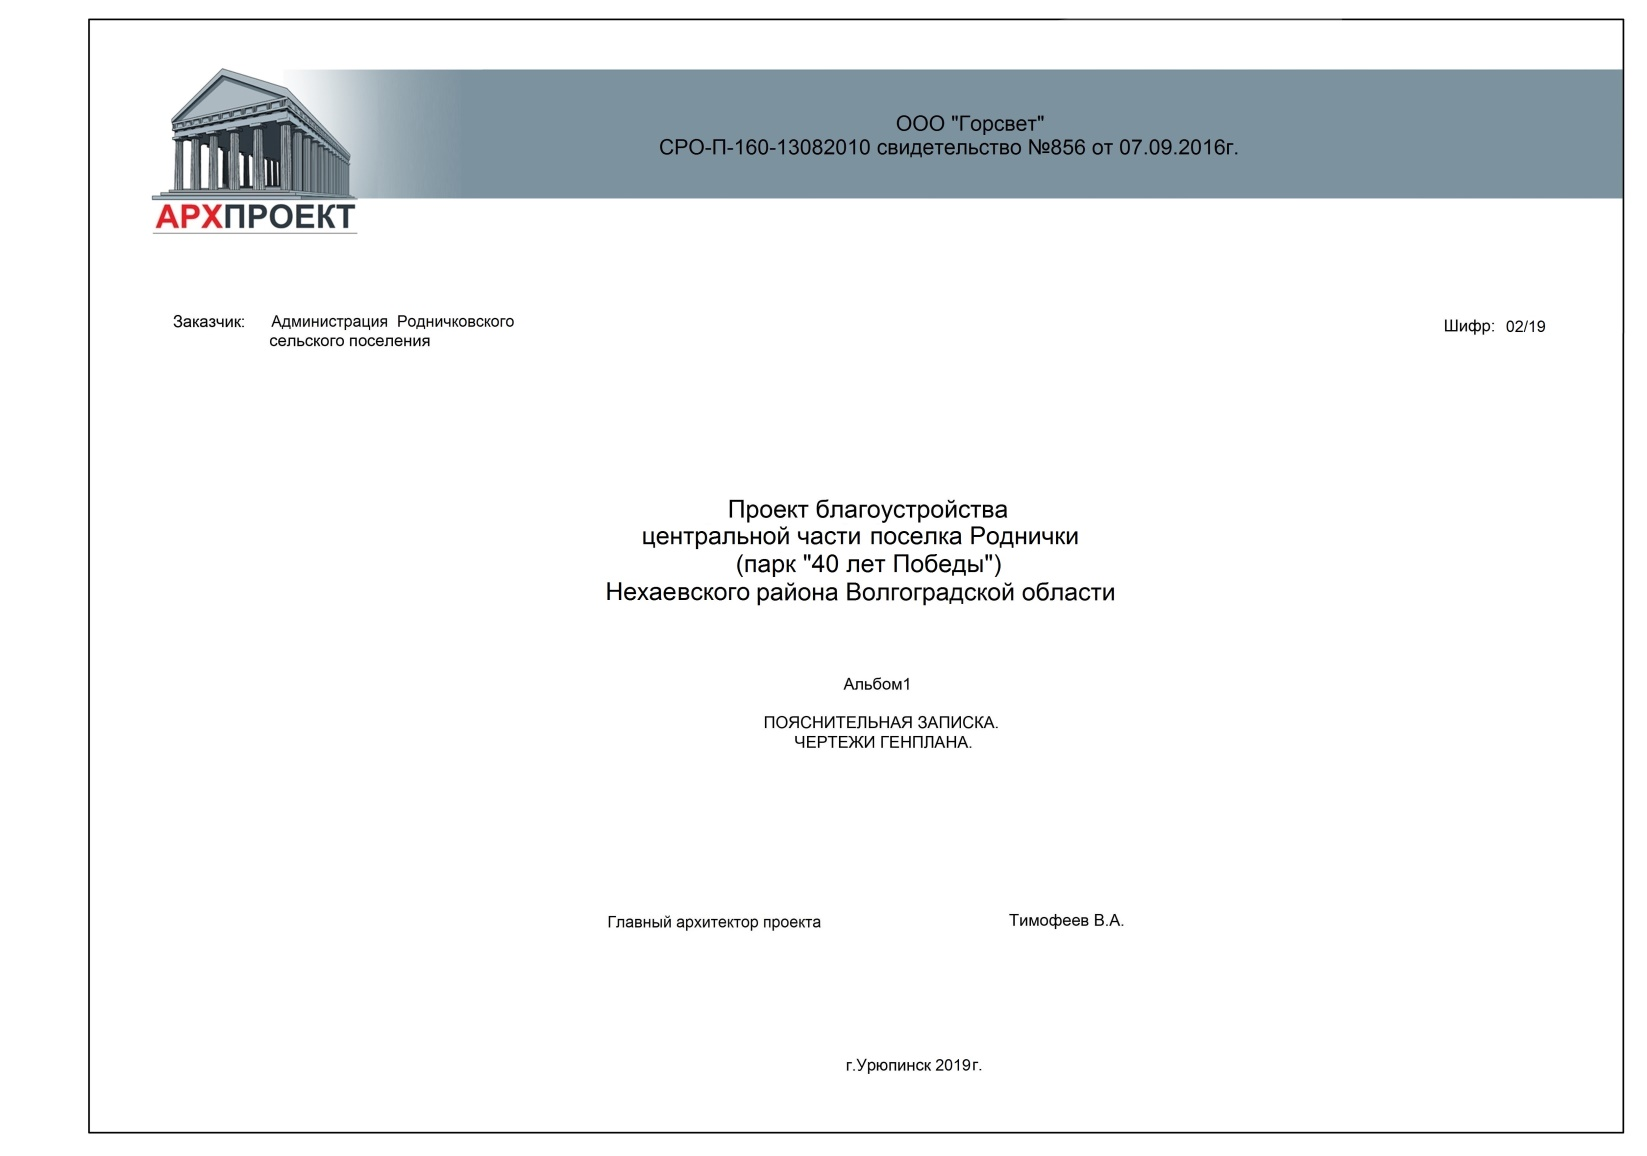 ООО "Горсвет"
СРО-П-160-13082010 свидетельство №856 от 07.09.2016г.
АРХПРОЕКТ
Заказчик: Администрация Родничковского
сельского поселения
Шифр: 02/19
Проект благоустройства
центральной части поселка Роднички
(парк "40 лет Победы")
Нехаевского района Волгоградской области
Альбом1
ПОЯСНИТЕЛЬНАЯ ЗАПИСКА.
ЧЕРТЕЖИ ГЕНПЛАНА.
Главный архитектор проекта Тимофеев В.А.
г.Урюпинск 2019г.